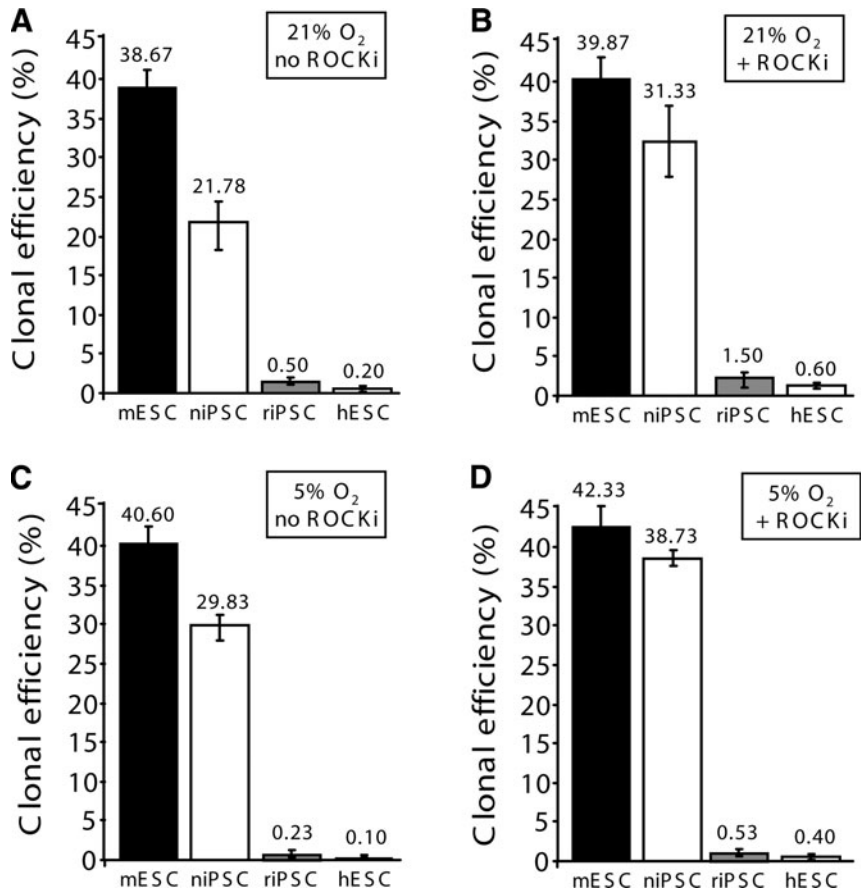 A
Clonal efficiency (%)
45
40
35
30
25
20
15
10
5
0
38.67
21.78
0.50
0.20
21% O₂
no ROCKi
mESC niPSC riPSC hESC
B
Clonal efficiency (%)
45
40
35
30
25
20
15
10
5
0
39.87
31.33
1.50
0.60
21% O₂
+ ROCKi
mESC niPSC riPSC hESC
C
Clonal efficiency (%)
45
40
35
30
25
20
15
10
5
0
40.60
29.83
0.23
0.10
5% O₂
no ROCKi
mESC niPSC riPSC hESC
D
Clonal efficiency (%)
45
40
35
30
25
20
15
10
5
0
42.33
38.73
0.53
0.40
5% O₂
+ ROCKi
mESC niPSC riPSC hESC